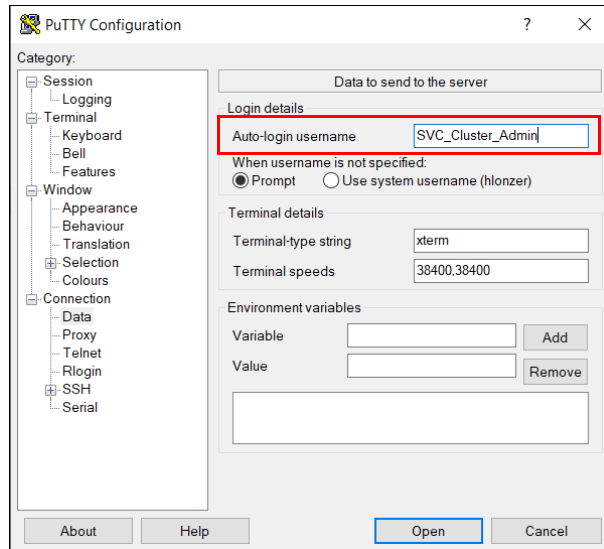 PuTTY Configuration ? ×
Category:
Session
Logging
Terminal
Keyboard
Bell
Features
Window
Appearance
Behaviour
Translation
Selection
Colours
Connection
Data
Proxy
Telnet
Rlogin
SSH
Serial
Data to send to the server
Login details
Auto-login username SVC_Cluster_Admin
When username is not specified:
Prompt Use system username (hlonzer)
Terminal details
Terminal-type string xterm
Terminal speeds 38400,38400
Environment variables
Variable Add
Value Remove
About Help Open Cancel